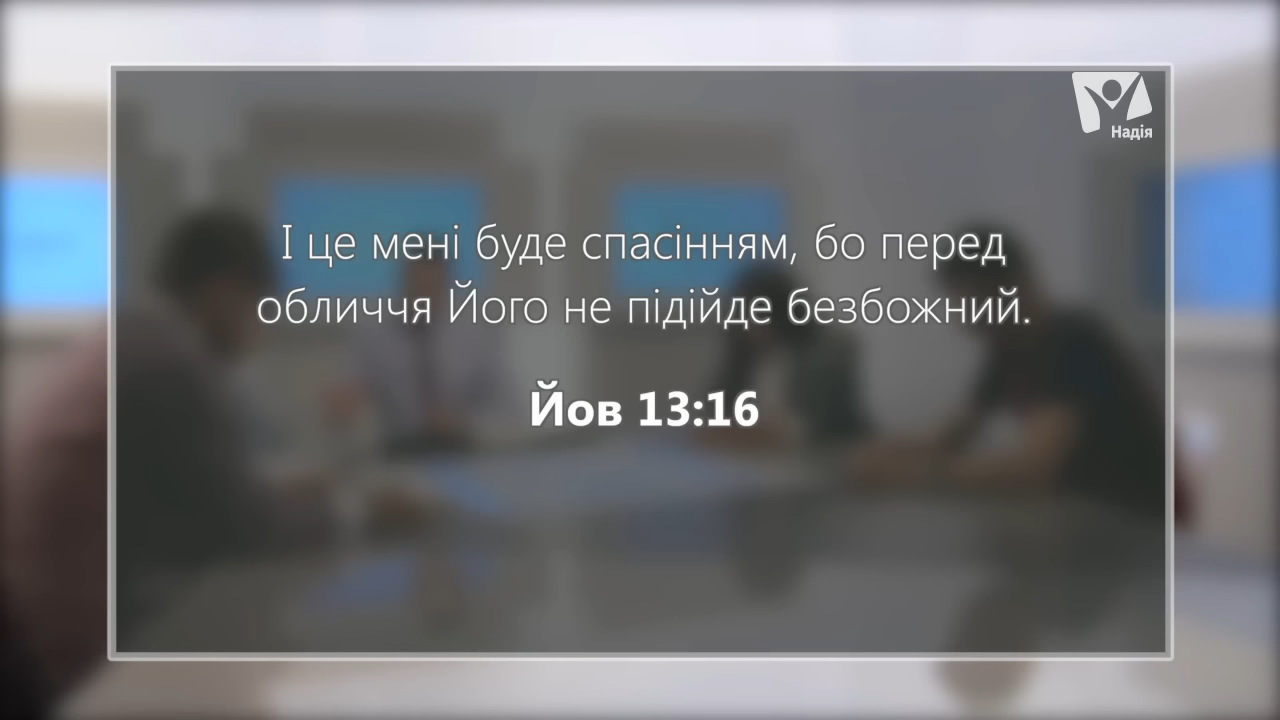 Надія
І це мені буде спасінням, бо перед
обличчя Його не підійде безбожний.
Йов 13:16